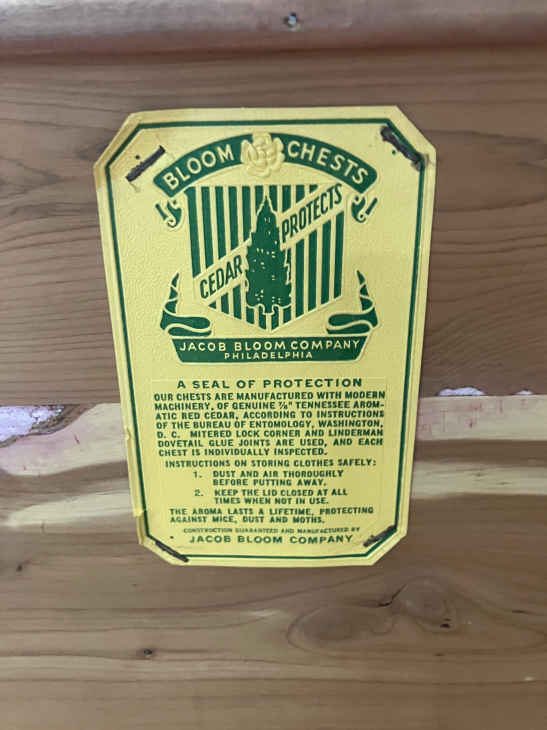 BLOOM CHESTS
CEDAR PROTECTS
JACOB BLOOM COMPANY
PHILADELPHIA
A SEAL OF PROTECTION
OUR CHESTS ARE MANUFACTURED WITH MODERN
MACHINERY, OF GENUINE ⅞" TENNESSEE AROM-
ATIC RED CEDAR, ACCORDING TO INSTRUCTIONS
OF THE BUREAU OF ENTOMOLOGY, WASHINGTON,
D. C. MITERED LOCK CORNER AND LINDERMAN
DOVETAIL GLUE JOINTS ARE USED, AND EACH
CHEST IS INDIVIDUALLY INSPECTED.
INSTRUCTIONS ON STORING CLOTHES SAFELY:
1. DUST AND AIR THOROUGHLY
BEFORE PUTTING AWAY.
2. KEEP THE LID CLOSED AT ALL
TIMES WHEN NOT IN USE.
THE AROMA LASTS A LIFETIME, PROTECTING
AGAINST MICE, DUST AND MOTHS.
CONSTRUCTION GUARANTEED AND MANUFACTURED BY
JACOB BLOOM COMPANY